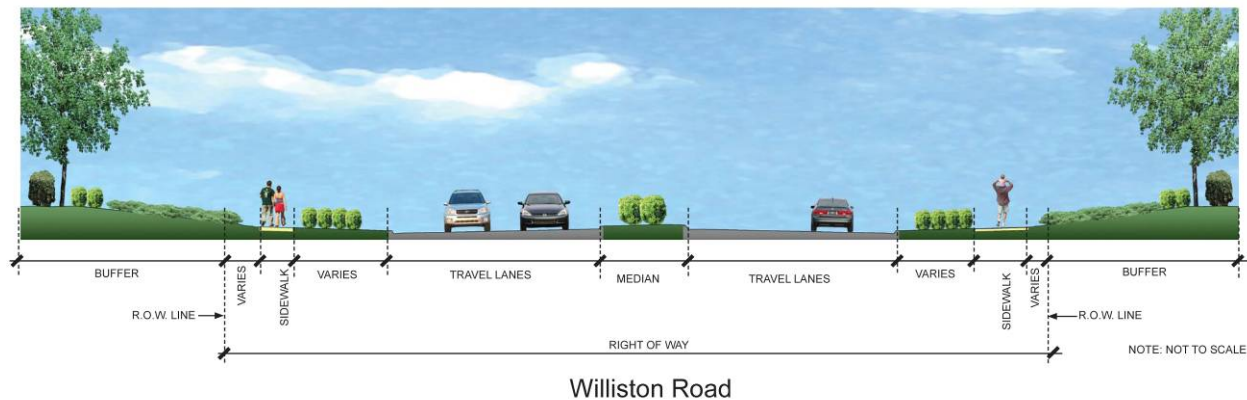 BUFFER
VARIES
SIDEWALK
VARIES
TRAVEL LANES
MEDIAN
TRAVEL LANES
VARIES
SIDEWALK
VARIES
BUFFER
R.O.W. LINE
R.O.W. LINE
RIGHT OF WAY
NOTE: NOT TO SCALE
Williston Road